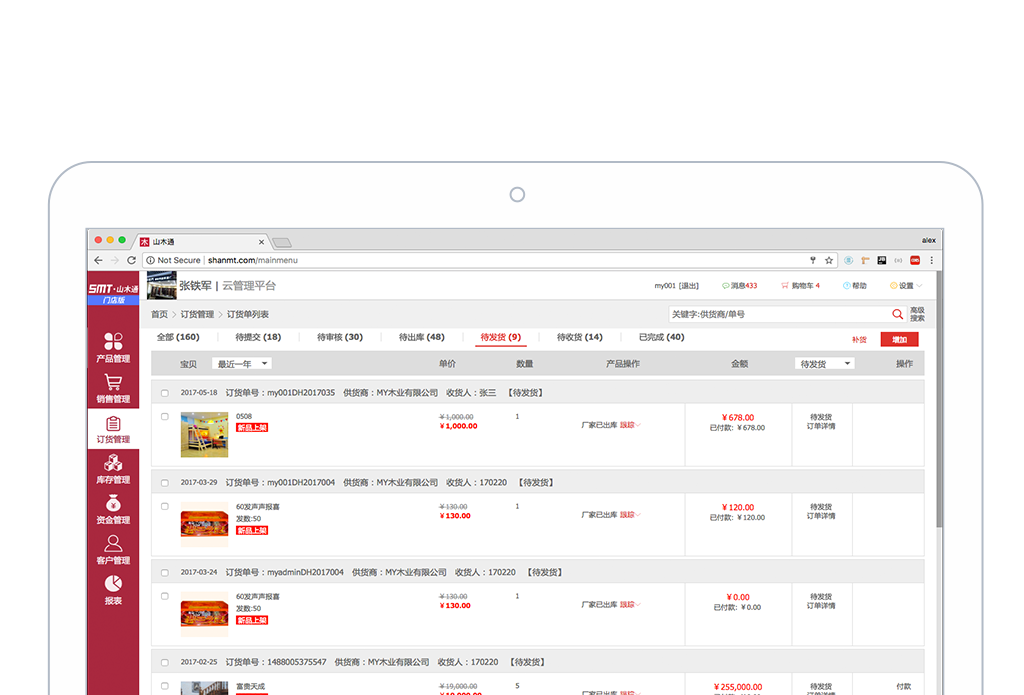 山木通
alex
Not Secure | shanmt.com/mainmenu
SMT·山木通
门店版
张铁军 | 云管理平台
my001 [退出] 消息433 购物车 4 帮助 设置
首页 > 订货管理 > 订货单列表
关键字:供货商/单号
高级
搜索
全部 (160) 待提交 (18) 待审核 (30) 待出库 (48) 待发货 (9) 待收货 (14) 已完成 (40) 补货 增加
产品管理
销售管理
订货管理
库存管理
资金管理
客户管理
报表
宝贝 最近一年 单价 数量 产品操作 金额 待发货 操作
2017-05-18 订货单号：my001DH2017035 供货商：MY木业有限公司 收货人：张三 【待发货】
0508 ￥1,000.00 1 ￥678.00 待发货
新品上架 ￥1,000.00 厂家已出库 跟踪 已付款: ￥678.00 订单详情
2017-03-29 订货单号：my001DH2017004 供货商：MY木业有限公司 收货人：170220 【待发货】
60发声声报喜 ￥130.00 1 ￥120.00 待发货
发数:50 ￥130.00 厂家已出库 跟踪 已付款: ￥120.00 订单详情
新品上架
2017-03-24 订货单号：myadminDH2017004 供货商：MY木业有限公司 收货人：170220 【待发货】
60发声声报喜 ￥130.00 1 ￥0.00 待发货
发数:50 ￥130.00 厂家已出库 跟踪 已付款: ￥0.00 订单详情
新品上架
2017-02-25 订货单号：1488005375547 供货商：MY木业有限公司 收货人：170220 【待发货】
富贵天成 ￥19,000.00 5 ￥255,000.00 待发货 付款